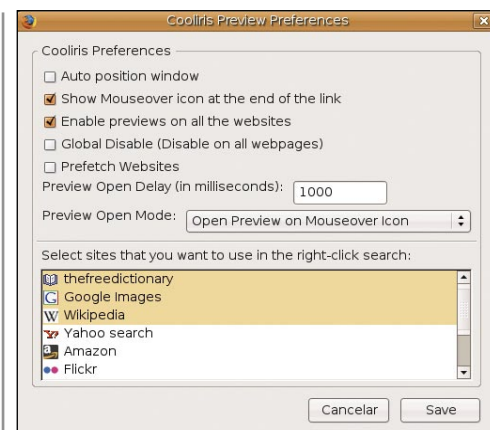 Cooliris Preview Preferences
Cooliris Preferences
Auto position window
Show Mouseover icon at the end of the link
Enable previews on all the websites
Global Disable (Disable on all webpages)
Prefetch Websites
Preview Open Delay (in milliseconds): 1000
Preview Open Mode: Open Preview on Mouseover Icon
Select sites that you want to use in the right-click search:
thefreedictionary
G Google Images
W Wikipedia
Yahoo search
a Amazon
Flickr
Cancelar Save